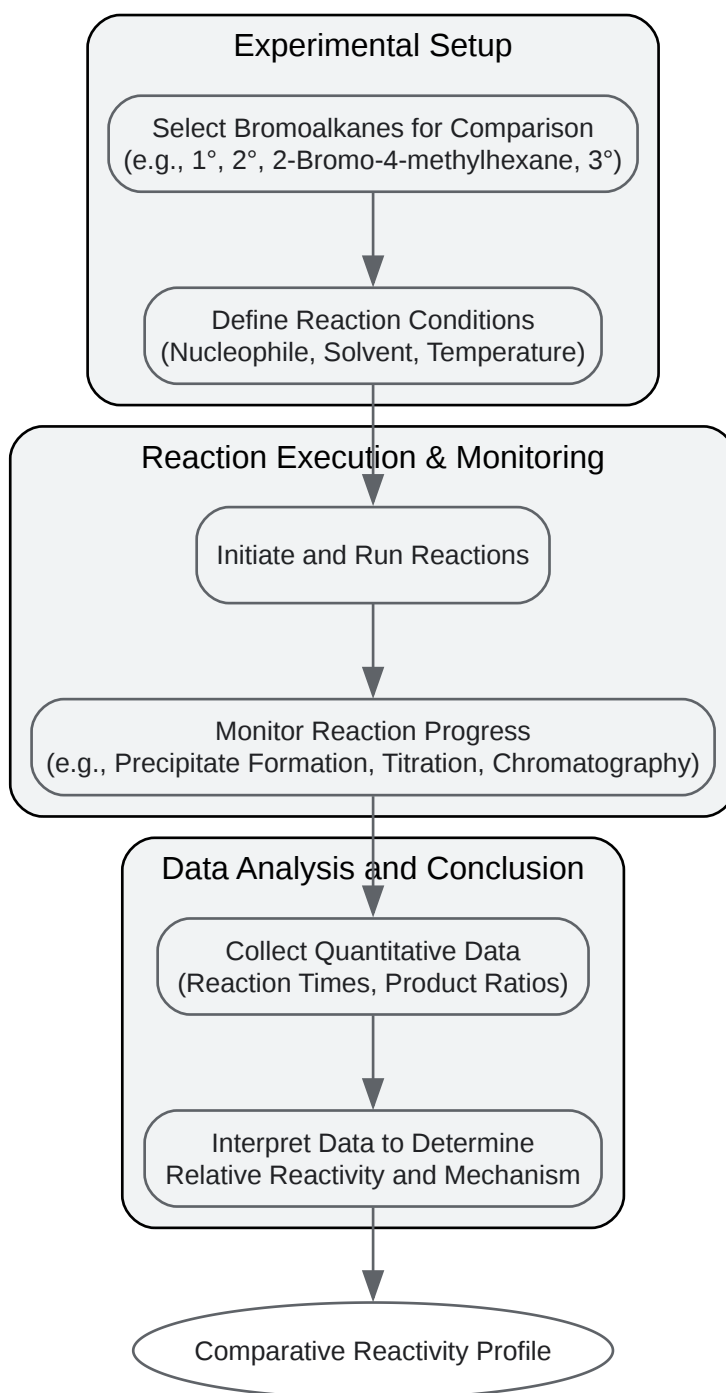 Experimental Setup
Select Bromoalkanes for Comparison
(e.g., 1°, 2°, 2-Bromo-4-methylhexane, 3°)
Define Reaction Conditions
(Nucleophile, Solvent, Temperature)
Reaction Execution & Monitoring
Initiate and Run Reactions
Monitor Reaction Progress
(e.g., Precipitate Formation, Titration, Chromatography)
Data Analysis and Conclusion
Collect Quantitative Data
(Reaction Times, Product Ratios)
Interpret Data to Determine
Relative Reactivity and Mechanism
Comparative Reactivity Profile